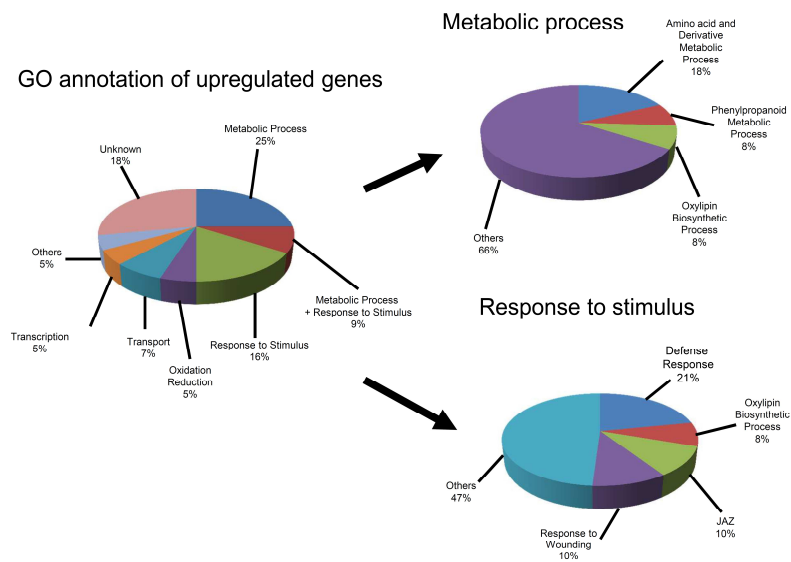 Metabolic process
Amino acid and
Derivative
Metabolic
Process
18%
Phenylpropanoid
Metabolic
Process
8%
Oxylipin
Biosynthetic
Process
8%
Others
66%
GO annotation of upregulated genes
Metabolic Process
25%
Unknown
18%
Others
5%
Transcription
5%
Transport
7%
Oxidation
Reduction
5%
Response to Stimulus
16%
Metabolic Process
+ Response to Stimulus
9%
Response to stimulus
Defense
Response
21%
Oxylipin
Biosynthetic
Process
8%
JAZ
10%
Response to
Wounding
10%
Others
47%